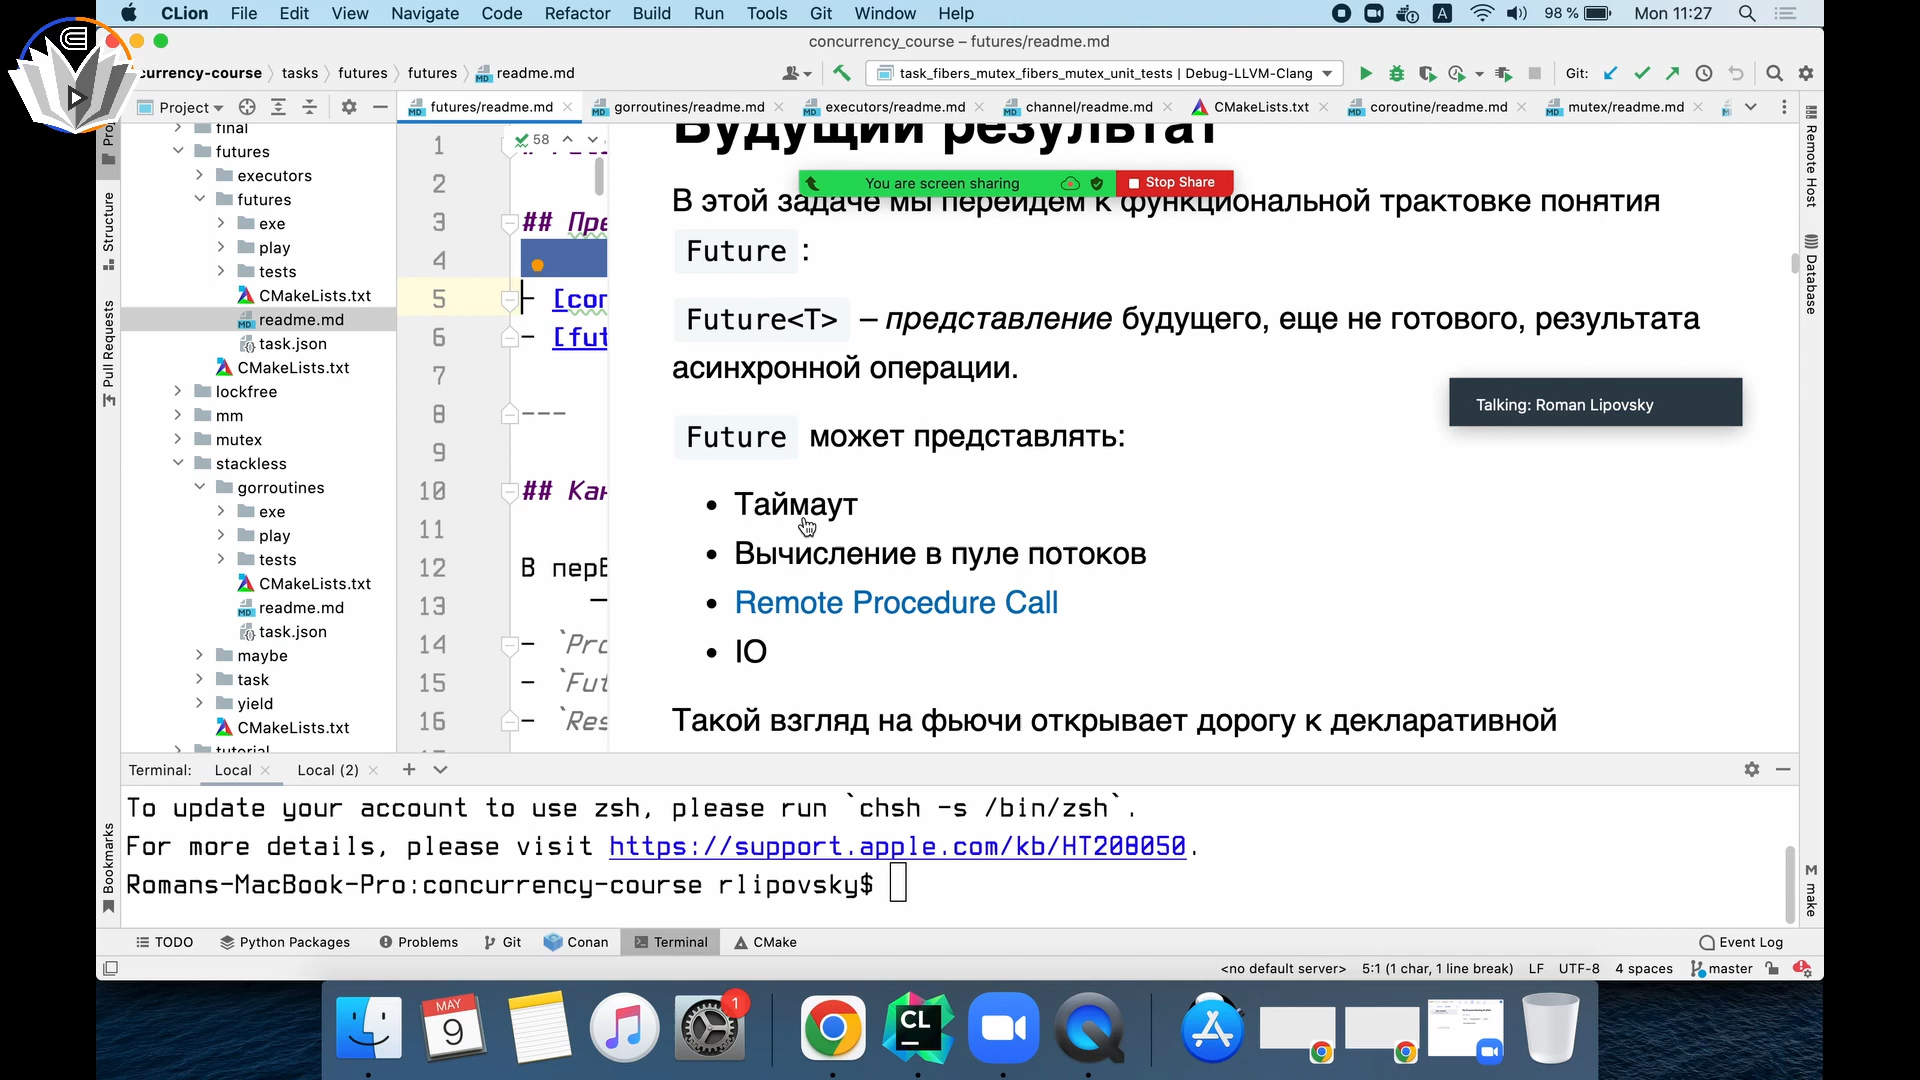 CLion File Edit View Navigate Code Refactor Build Run Tools Git Window Help
98 % Mon 11:27
concurrency_course – futures/readme.md
currency-course tasks futures futures readme.md
task_fibers_mutex_fibers_mutex_unit_tests | Debug-LLVM-Clang Git:
Project
futures/readme.md gorroutines/readme.md executors/readme.md channel/readme.md CMakeLists.txt coroutine/readme.md mutex/readme.md
final
futures
executors
futures
exe
play
tests
CMakeLists.txt
readme.md
task.json
CMakeLists.txt
lockfree
mm
mutex
stackless
gorroutines
exe
play
tests
CMakeLists.txt
readme.md
task.json
maybe
task
yield
CMakeLists.txt
tutorial
Structure
Pull Requests
Bookmarks
58
1
2
3 ## Пре
4
5 - [con
6 - [fut
7
8 ---
9
10 ## Кан
11
12 В перв
13 —
14 - `Pro
15 - `Fut
16 - `Res
Будущий результат
You are screen sharing Stop Share
В этой задаче мы перейдем к функциональной трактовке понятия
Future :
Future<T> – представление будущего, еще не готового, результата
асинхронной операции.
Talking: Roman Lipovsky
Future может представлять:
• Таймаут
• Вычисление в пуле потоков
• Remote Procedure Call
• IO
Такой взгляд на фьючи открывает дорогу к декларативной
Remote Host
Database
make
Terminal: Local Local (2)
To update your account to use zsh, please run `chsh -s /bin/zsh`.
For more details, please visit https://support.apple.com/kb/HT208050.
Romans-MacBook-Pro:concurrency-course rlipovsky$
TODO Python Packages Problems Git Conan Terminal CMake Event Log
<no default server> 5:1 (1 char, 1 line break) LF UTF-8 4 spaces master
MAY
9
1
CL